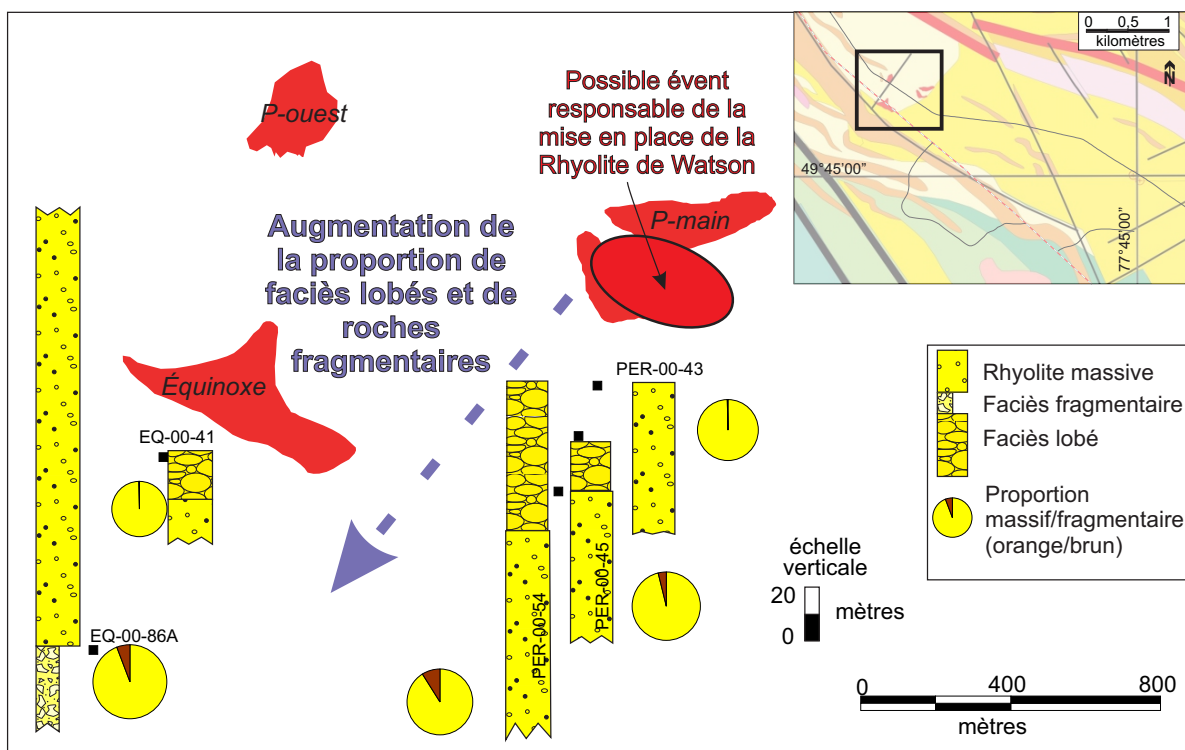 P-ouest
Possible évent
responsable de la
mise en place de la
Rhyolite de Watson
P-main
Augmentation de
la proportion de
faciès lobés et de
roches
fragmentaires
Équinoxe
EQ-00-41
EQ-00-86A
PER-00-54
PER-00-45
PER-00-43
0 0,5 1
kilomètres
N
49°45'00"
77°45'00"
Rhyolite massive
Faciès fragmentaire
Faciès lobé
Proportion
massif/fragmentaire
(orange/brun)
échelle
verticale
20
mètres
0
0 400 800
mètres